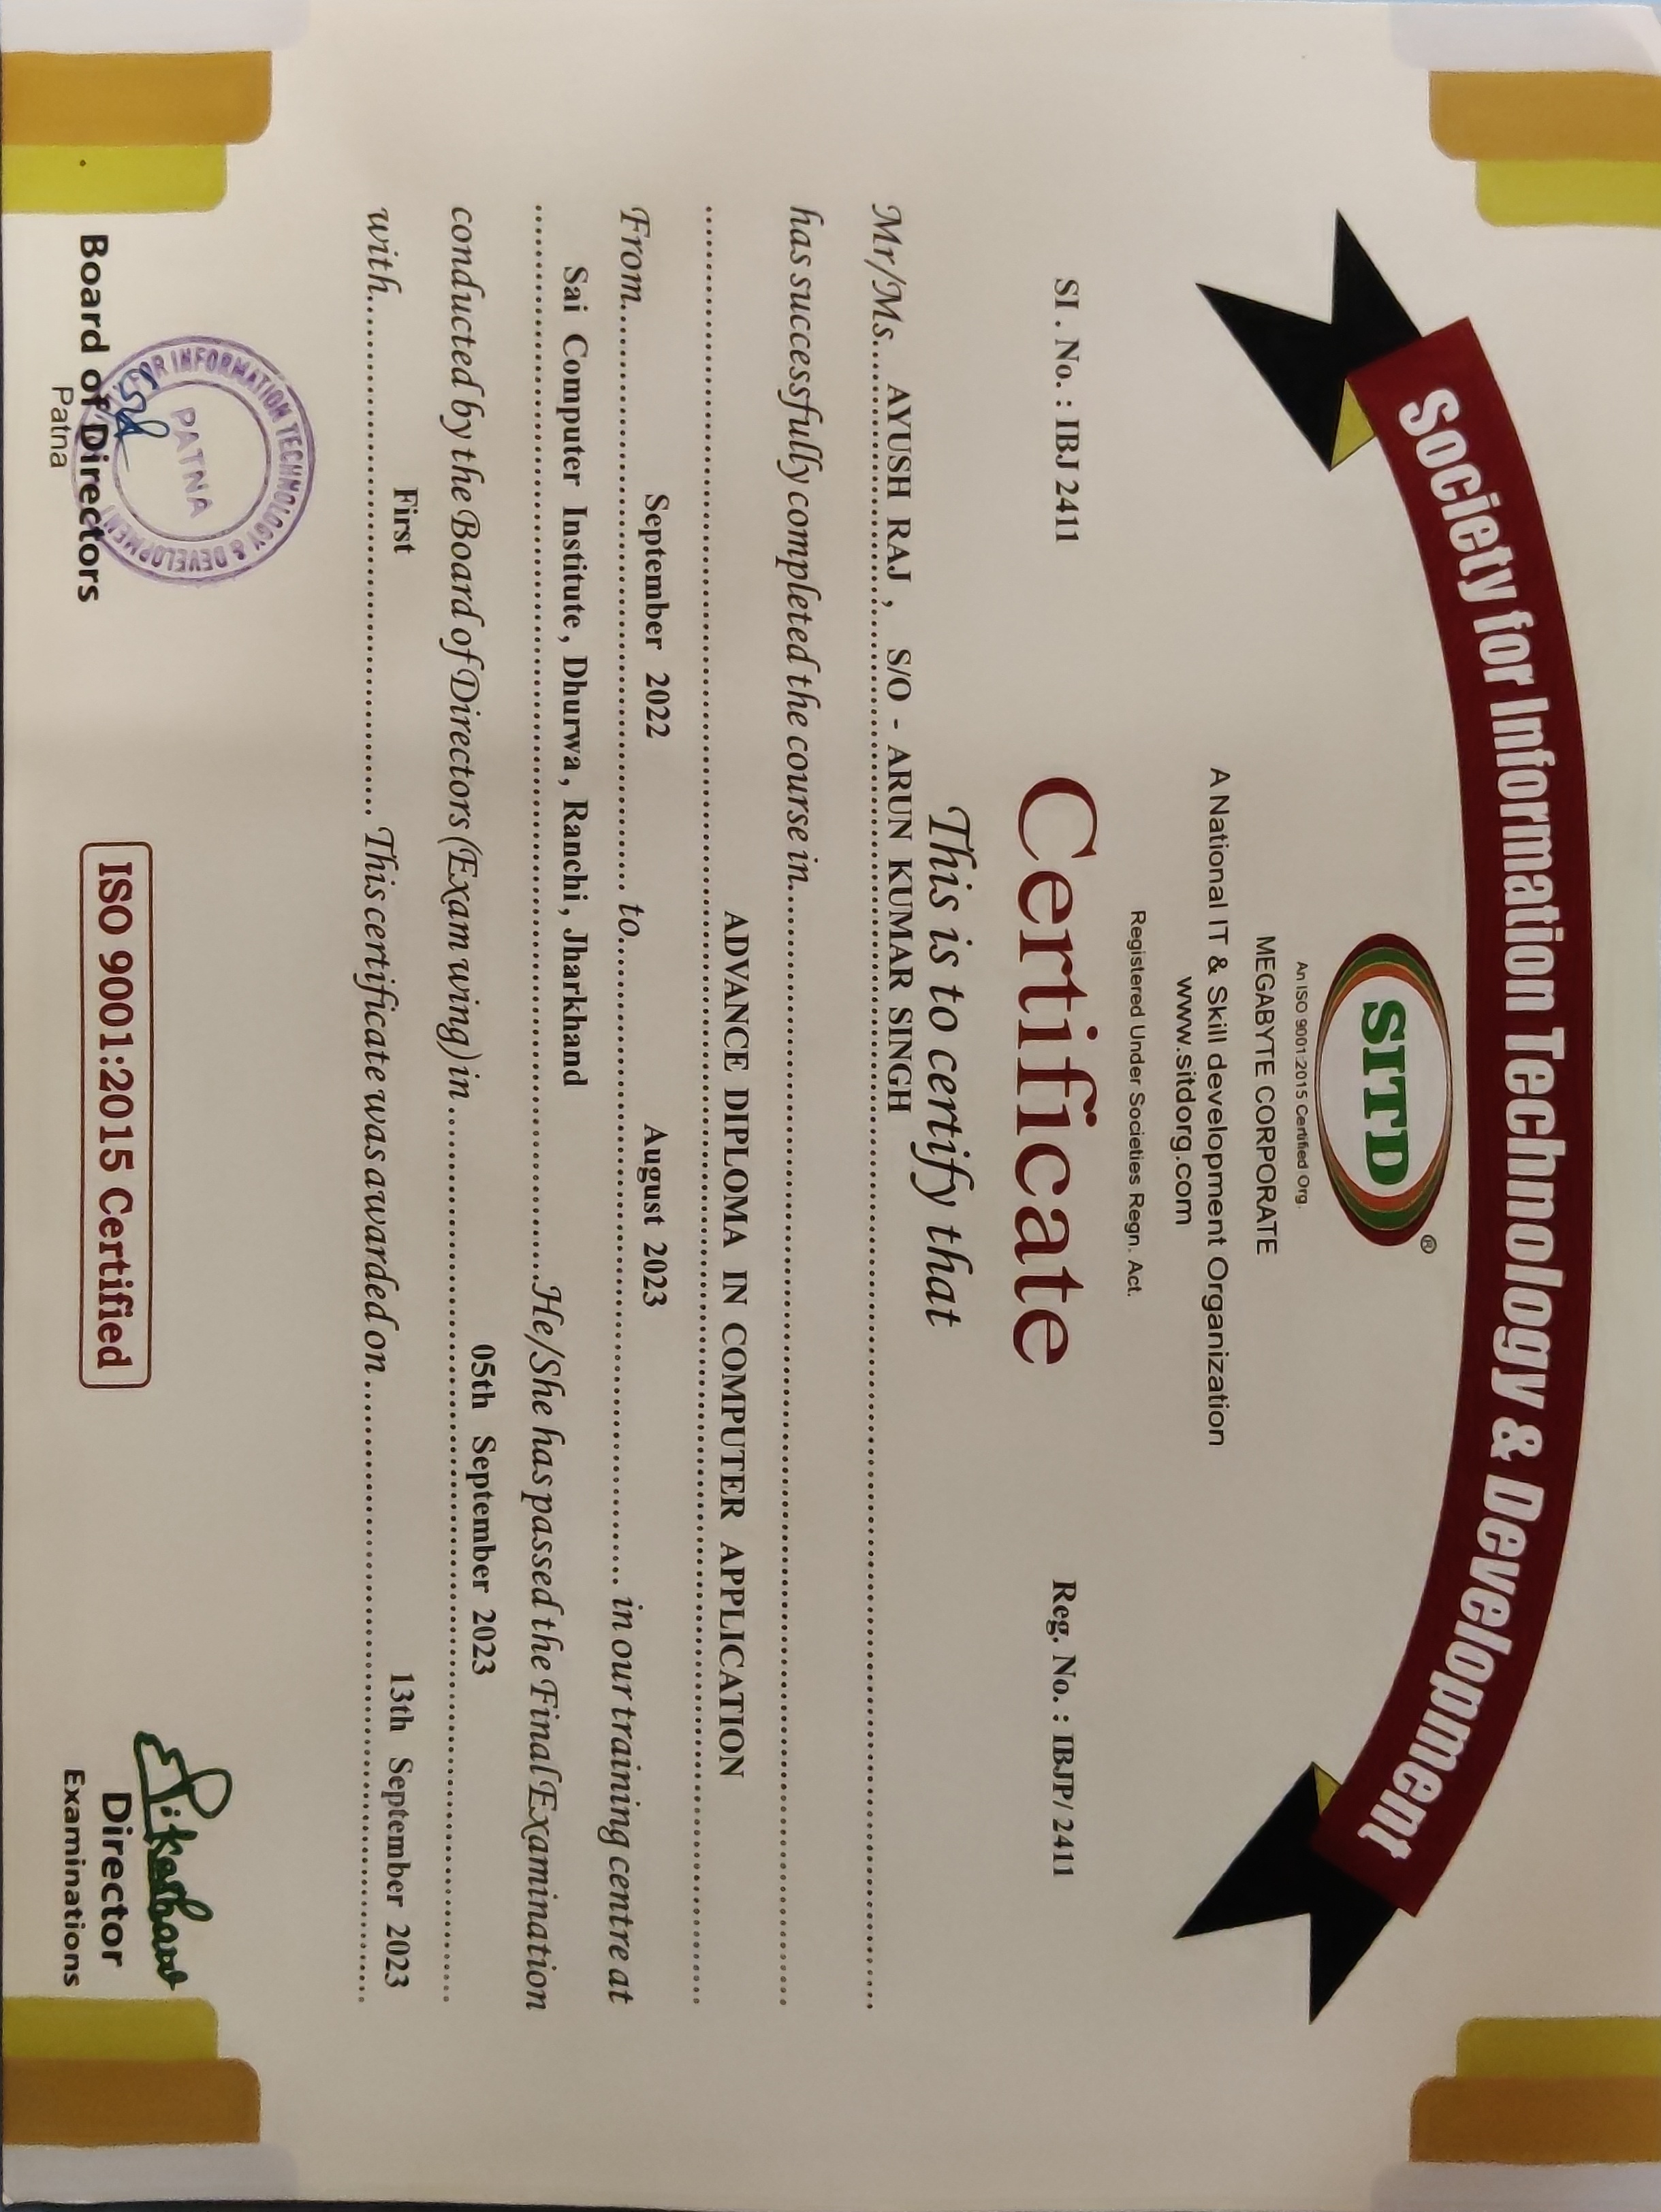 Society for Information Technology & Development
SITD ®
An ISO 9001:2015 Certified Org.
MEGABYTE CORPORATE
A National IT & Skill development Organization
www.sitdorg.com
Registered Under Societies Regn. Act.
SI . No. : IBJ 2411
Certificate
Reg. No. : IBJP/ 2411
This is to certify that
Mr/Ms.... AYUSH RAJ , S/O - ARUN KUMAR SINGH
has successfully completed the course in
ADVANCE DIPLOMA IN COMPUTER APPLICATION
From September 2022 to August 2023 in our training centre at
Sai Computer Institute, Dhurwa, Ranchi, Jharkhand He/She has passed the Final Examination
conducted by the Board of Directors (Exam wing) in 05th September 2023
with First This certificate was awarded on 13th September 2023
FOR INFORMATION TECHNOLOGY & DEVELOPMENT
PATNA
P. Keshaw
Board of Directors
Patna
ISO 9001:2015 Certified
Director
Examinations